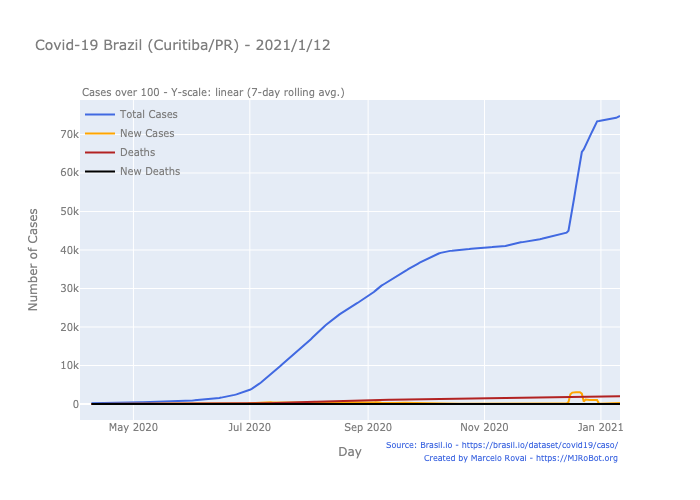 Covid-19 Brazil (Curitiba/PR) - 2021/1/12
Cases over 100 - Y-scale: linear (7-day rolling avg.)
Total Cases
New Cases
Deaths
New Deaths
70k
60k
50k
40k
30k
20k
10k
0
Number of Cases
May 2020
Jul 2020
Sep 2020
Nov 2020
Jan 2021
Day
Source: Brasil.io - https://brasil.io/dataset/covid19/caso/
Created by Marcelo Rovai - https://MJRoBot.org